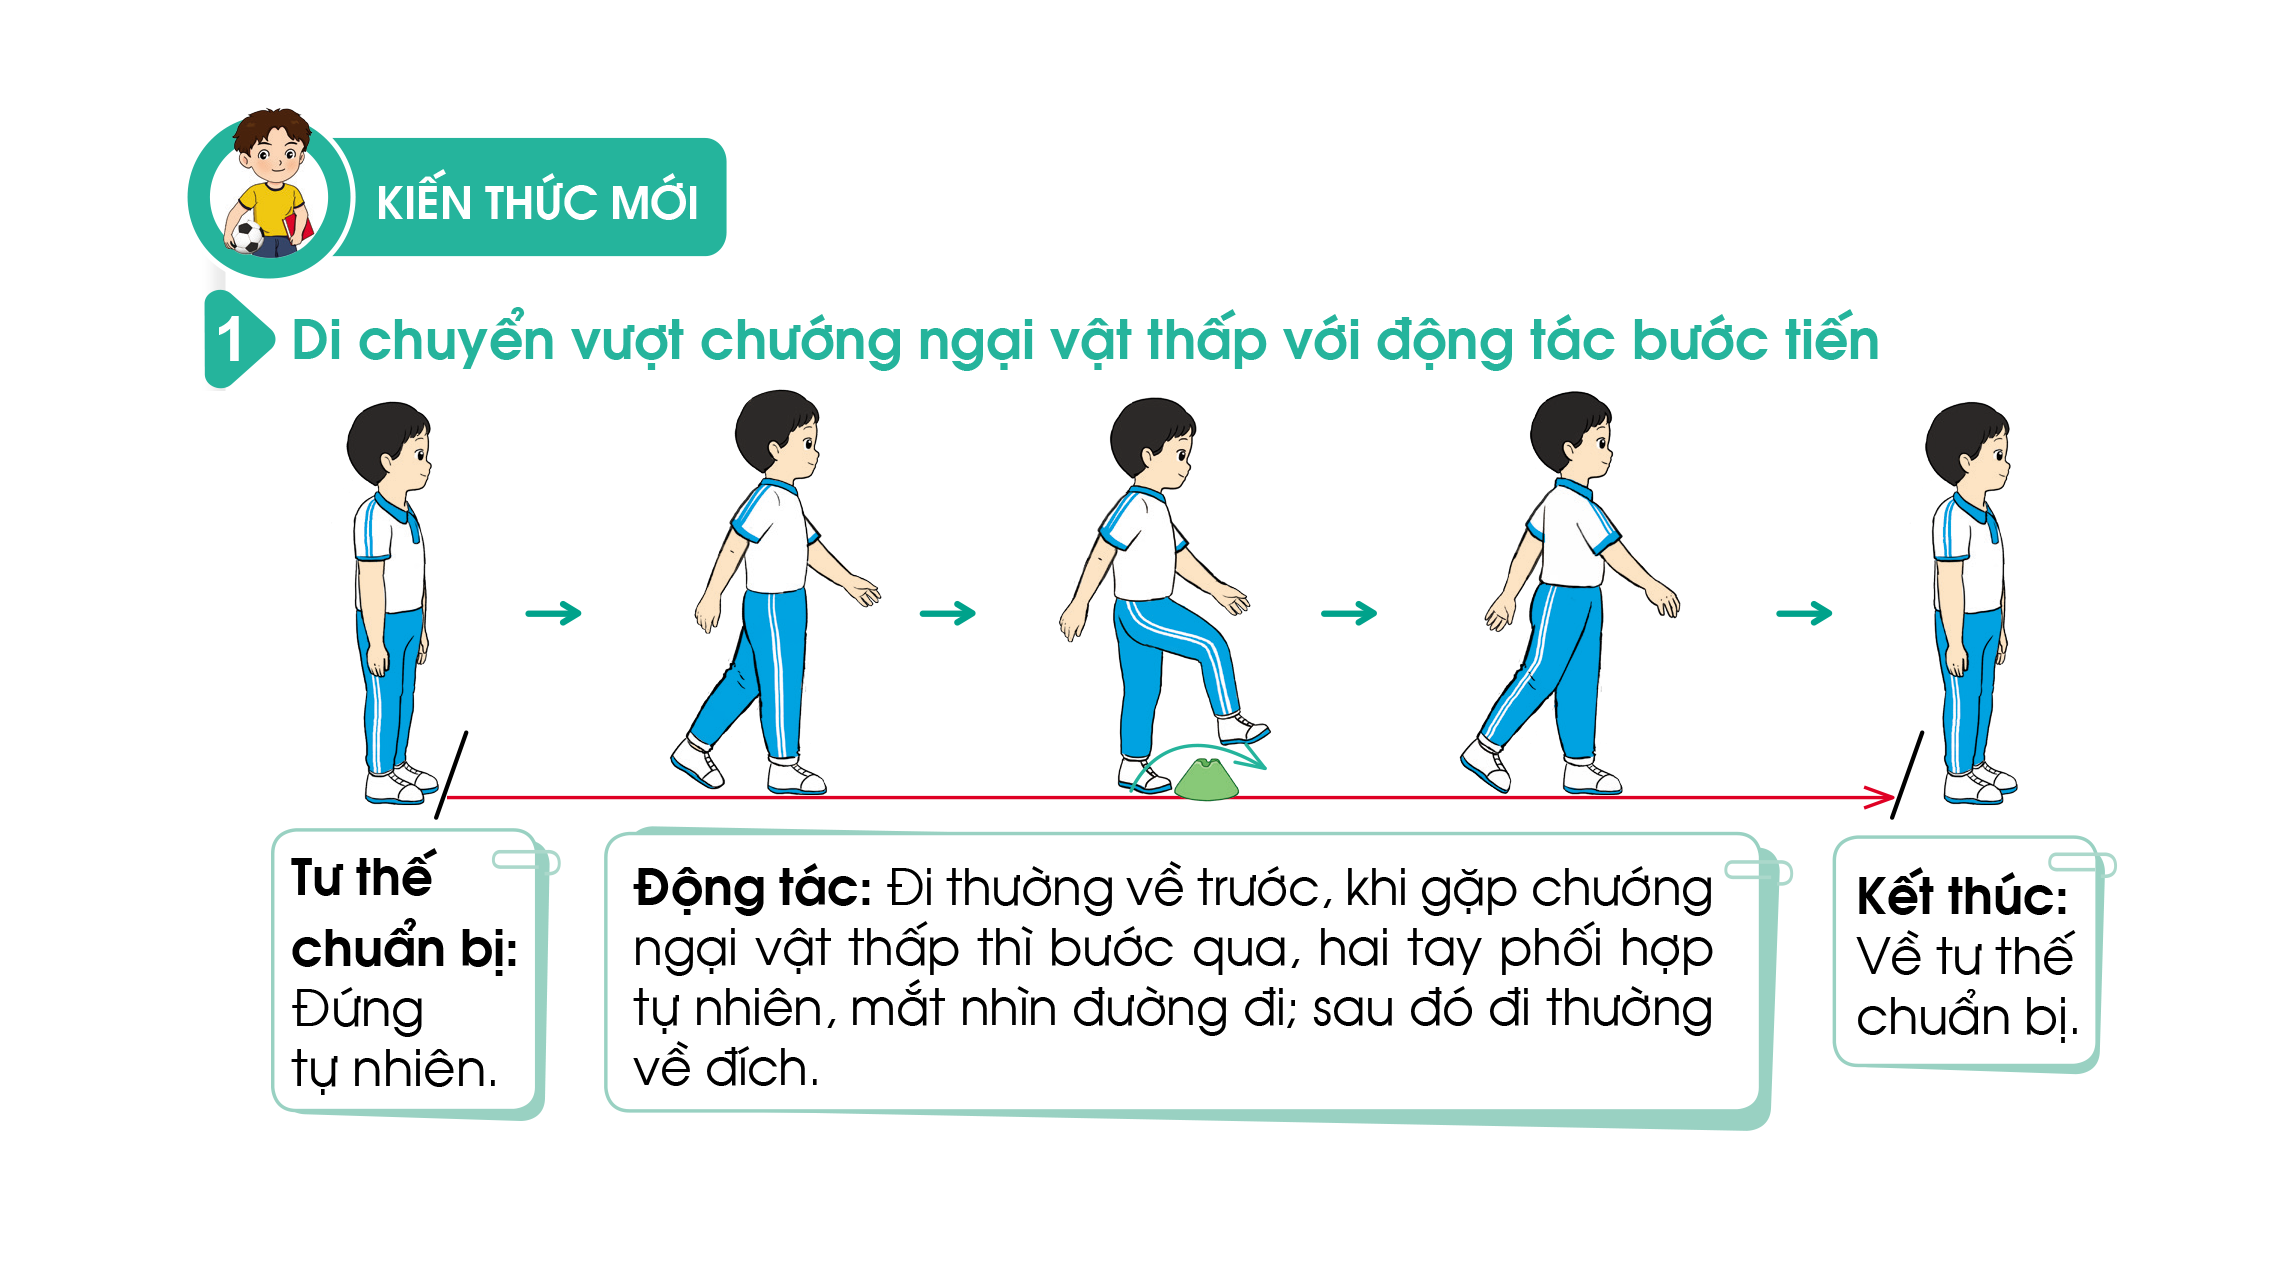 KIẾN THỨC MỚI
1 Di chuyển vượt chướng ngại vật thấp với động tác bước tiến
Tư thế
chuẩn bị:
Đứng
tự nhiên.
Động tác: Đi thường về trước, khi gặp chướng
ngại vật thấp thì bước qua, hai tay phối hợp
tự nhiên, mắt nhìn đường đi; sau đó đi thường
về đích.
Kết thúc:
Về tư thế
chuẩn bị.